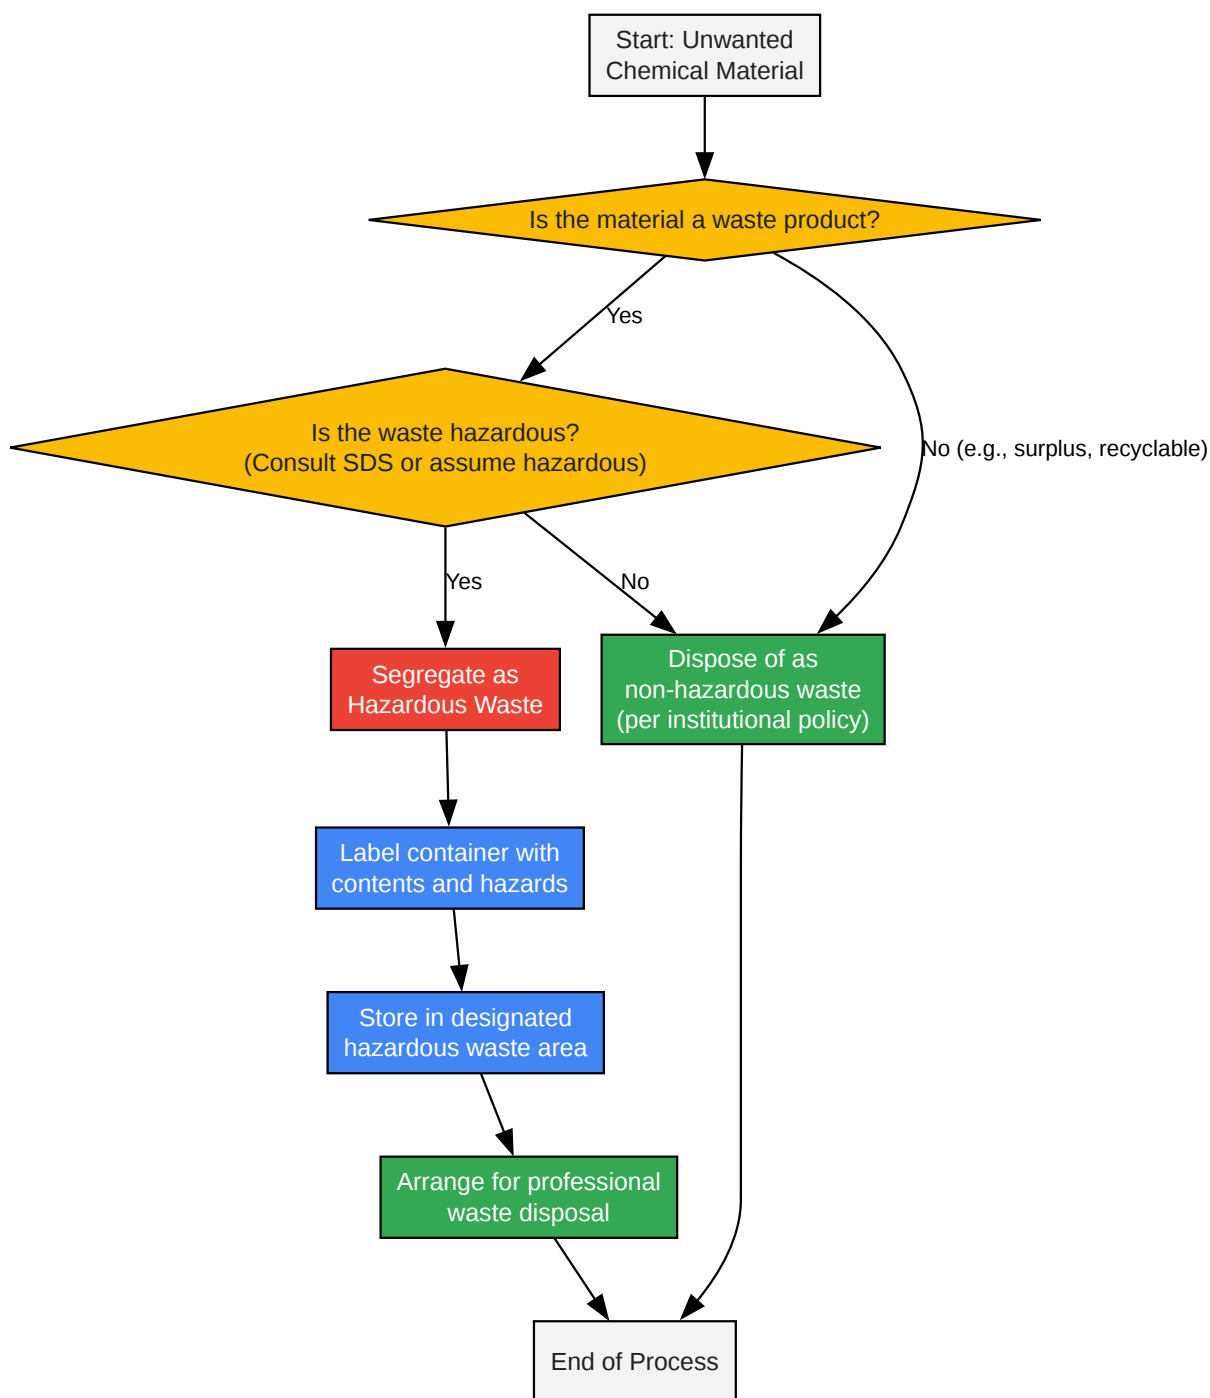 Start: Unwanted
Chemical Material
Is the material a waste product?
Yes
Is the waste hazardous?
(Consult SDS or assume hazardous)
No (e.g., surplus, recyclable)
Yes
No
Segregate as
Hazardous Waste
Dispose of as
non-hazardous waste
(per institutional policy)
Label container with
contents and hazards
Store in designated
hazardous waste area
Arrange for professional
waste disposal
End of Process